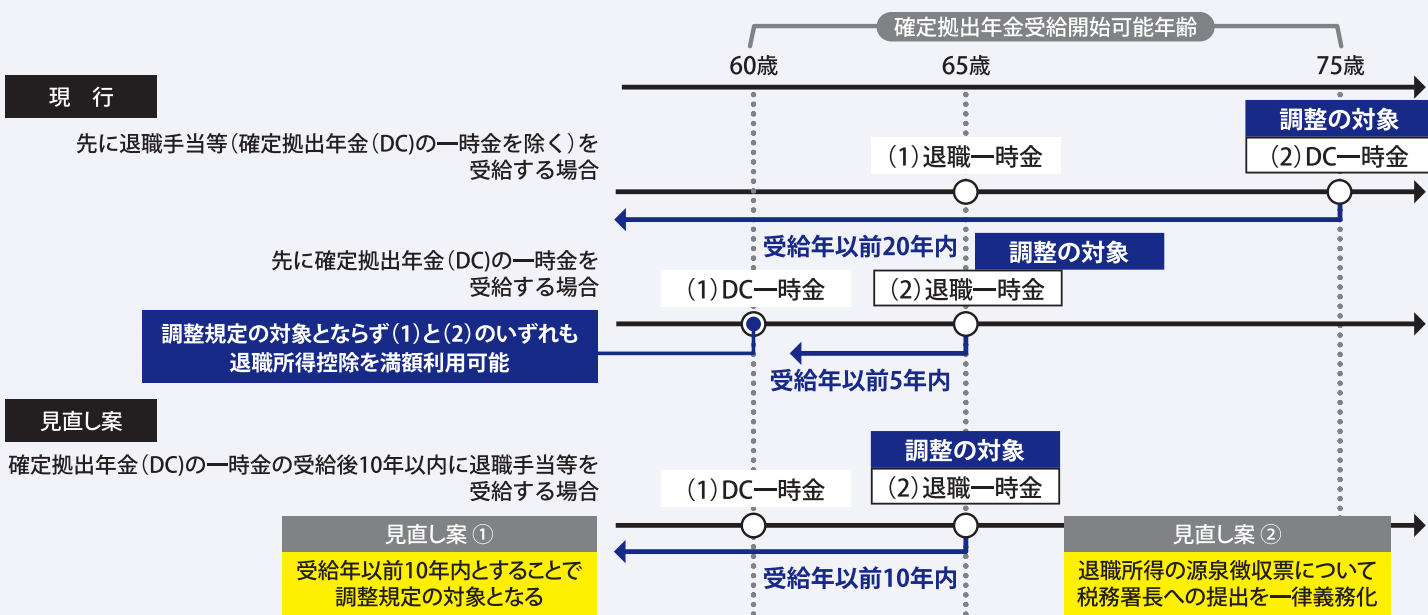 確定拠出年金受給開始可能年齢
60歳
65歳
75歳
現 行
先に退職手当等(確定拠出年金(DC)の一時金を除く)を
受給する場合
(1)退職一時金
調整の対象
(2)DC一時金
受給年以前20年内
先に確定拠出年金(DC)の一時金を
受給する場合
(1)DC一時金
調整の対象
(2)退職一時金
調整規定の対象とならず(1)と(2)のいずれも
退職所得控除を満額利用可能
受給年以前5年内
見直し案
確定拠出年金(DC)の一時金の受給後10年以内に退職手当等を
受給する場合
(1)DC一時金
調整の対象
(2)退職一時金
見直し案①
受給年以前10年内とすることで
調整規定の対象となる
受給年以前10年内
見直し案②
退職所得の源泉徴収票について
税務署長への提出を一律義務化